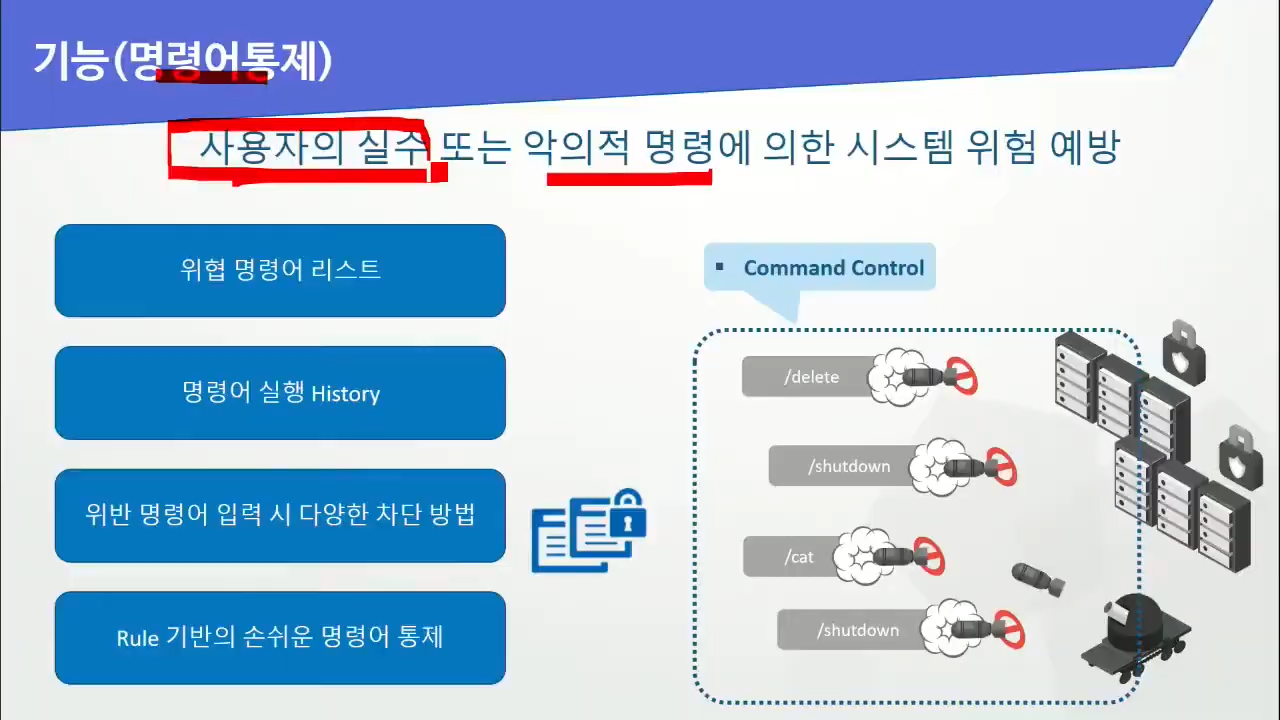 기능(명령어통제)
사용자의 실수 또는 악의적 명령에 의한 시스템 위험 예방
위협 명령어 리스트
명령어 실행 History
위반 명령어 입력 시 다양한 차단 방법
Rule 기반의 손쉬운 명령어 통제
▪ Command Control
/delete
/shutdown
/cat
/shutdown